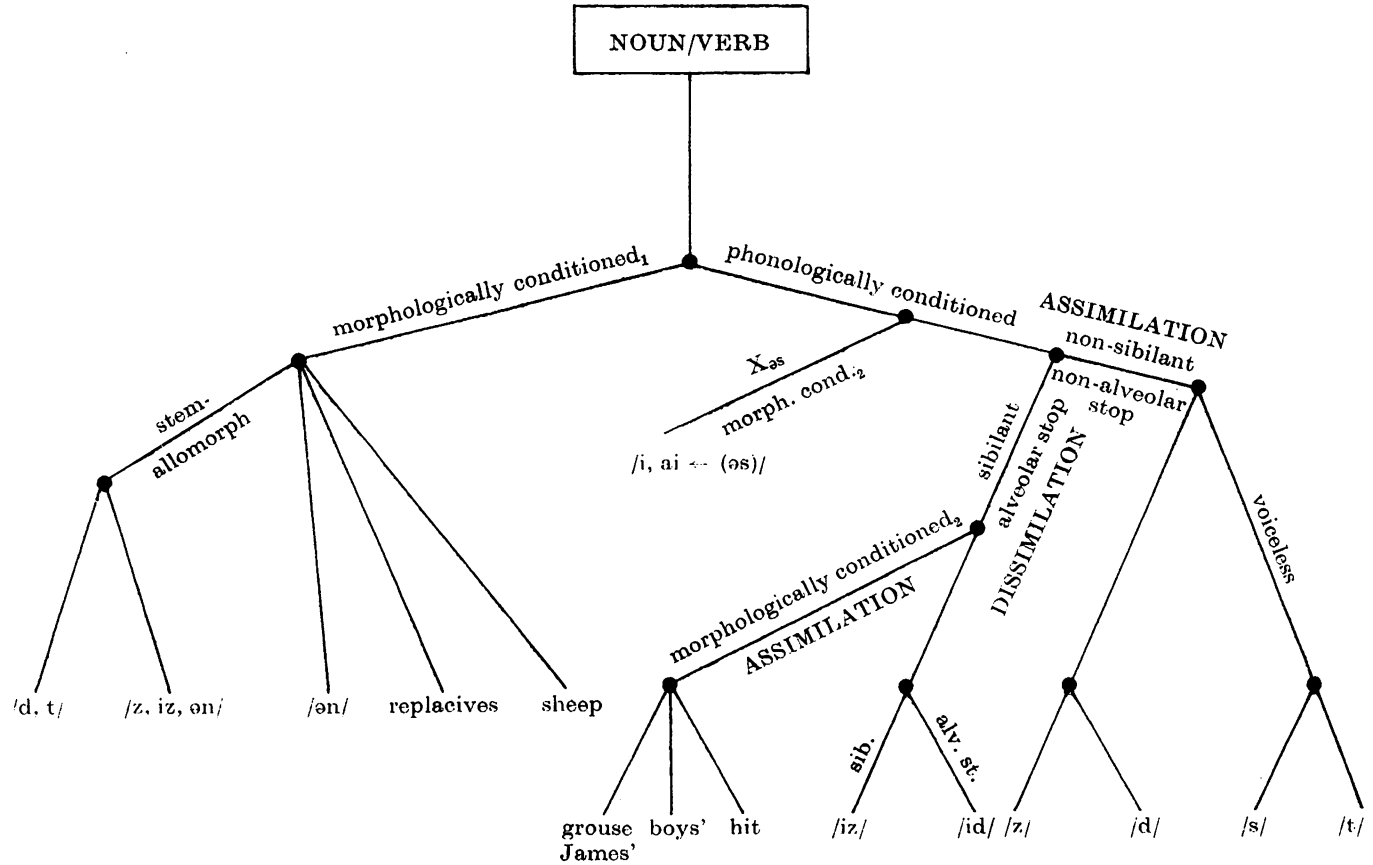 NOUN/VERB
morphologically conditioned₁
phonologically conditioned
ASSIMILATION
non-sibilant
non-alveolar
stop
Xəs
morph. cond.₂
/i, ai ← (əs)/
stem-
allomorph
sibilant
alveolar stop
DISSIMILATION
voiceless
morphologically conditioned₂
ASSIMILATION
/d, t/
/z, iz, ən/
/ən/
replacives
sheep
sib.
alv. st.
grouse
James'
boys'
hit
/iz/
/id/
/z/
/d/
/s/
/t/